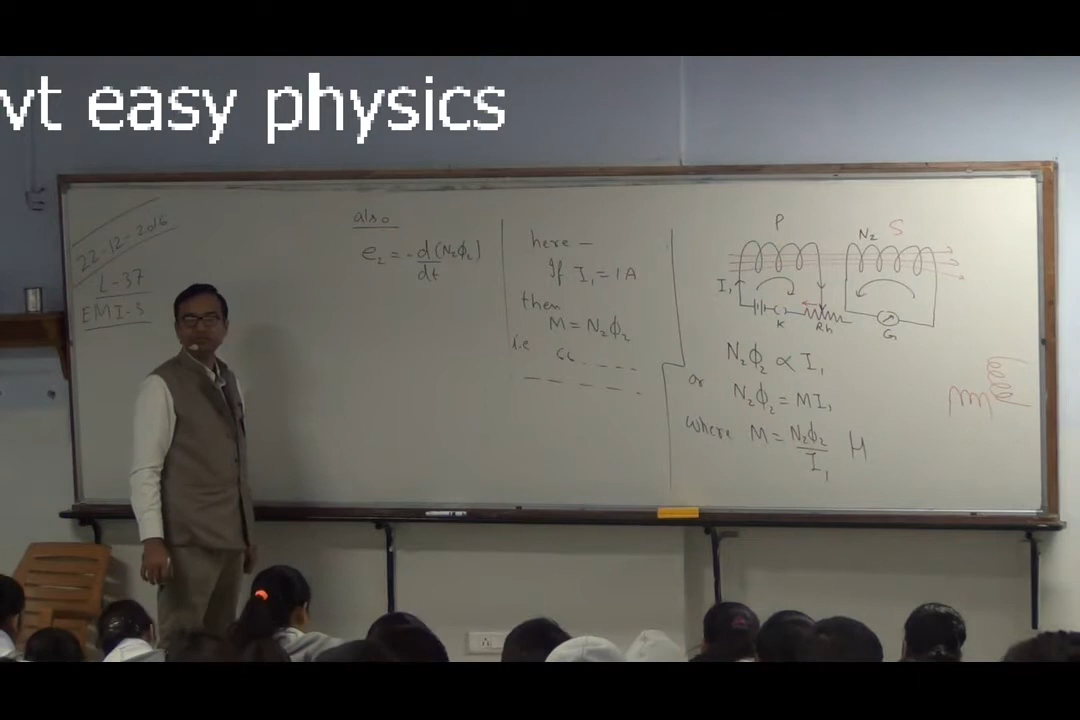 vt easy physics
22-12-2016
L-37
EMI-5
also
e₂ = -d(N₂ϕ₂)/dt
here —
If I₁ = 1A
then
M = N₂ϕ₂
i.e " - - - -
— — — — -
P
N₂ S
I₁
K Rh G
N₂ϕ₂ ∝ I₁
or N₂ϕ₂ = MI₁
where M = N₂ϕ₂/I₁ H